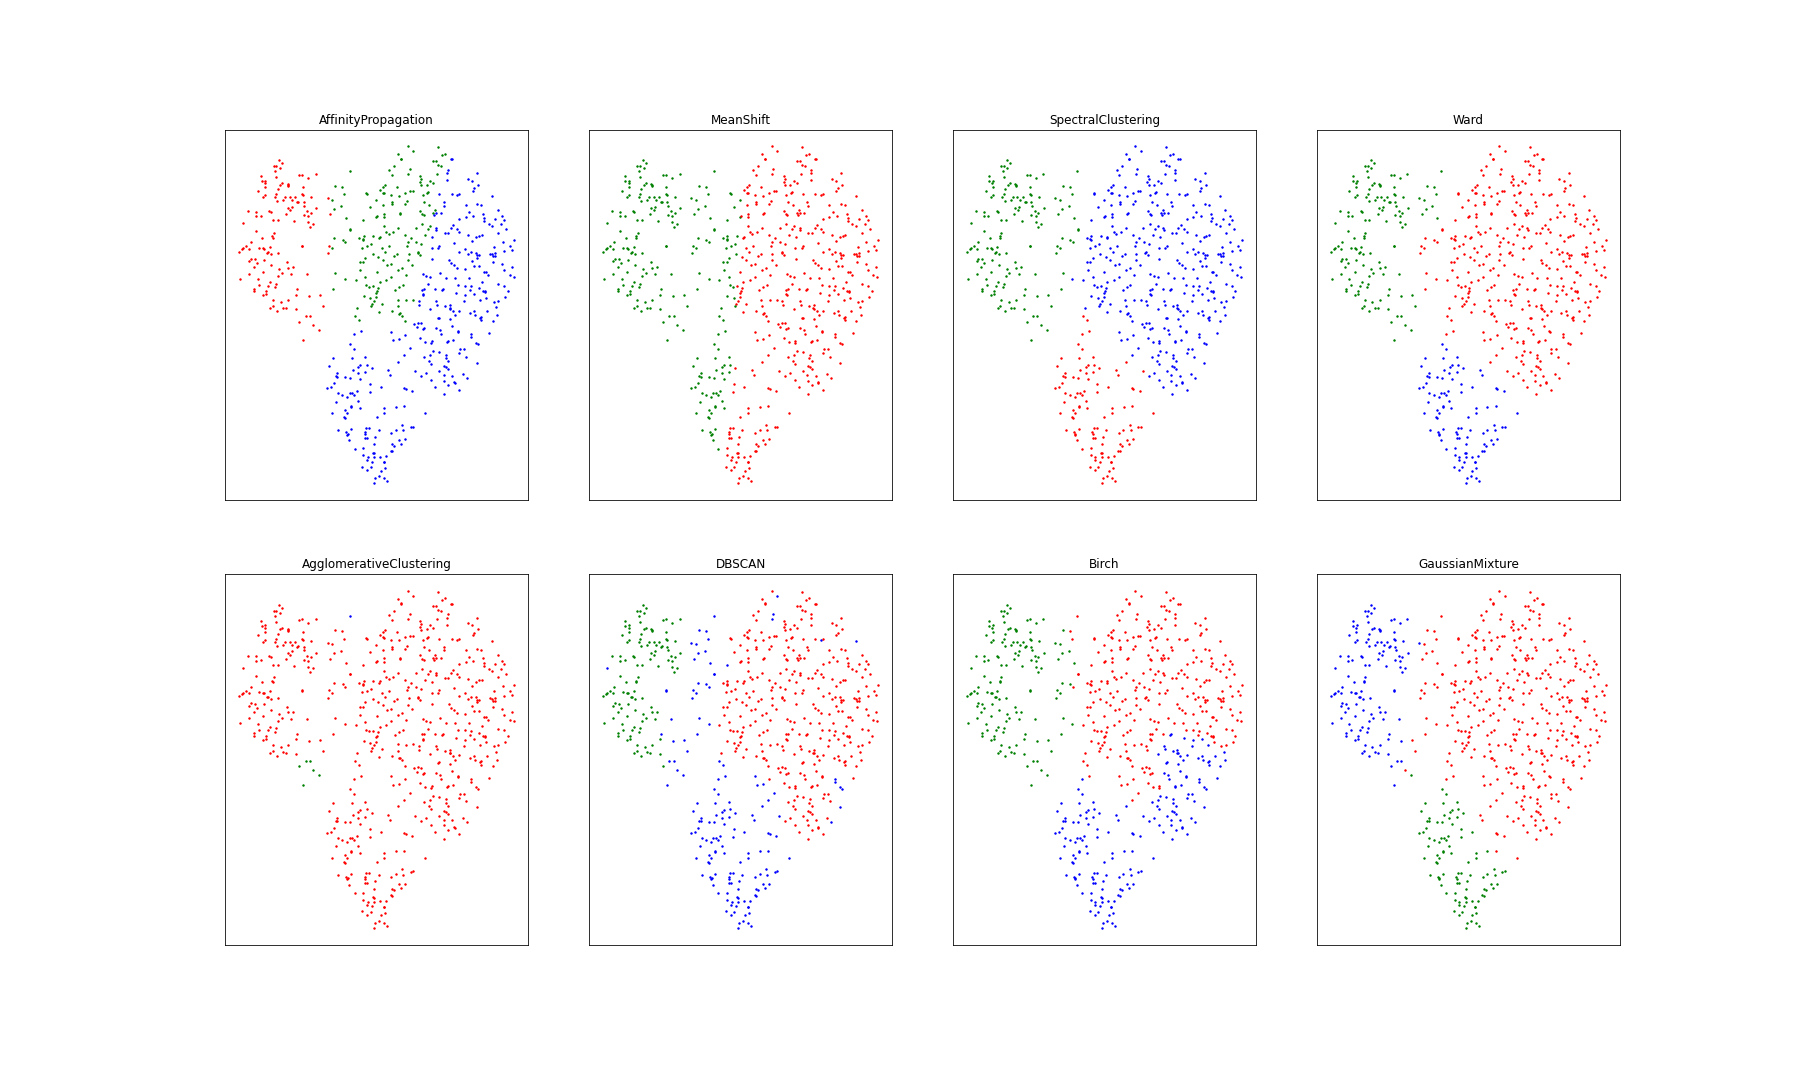 AffinityPropagation
MeanShift
SpectralClustering
Ward
AgglomerativeClustering
DBSCAN
Birch
GaussianMixture